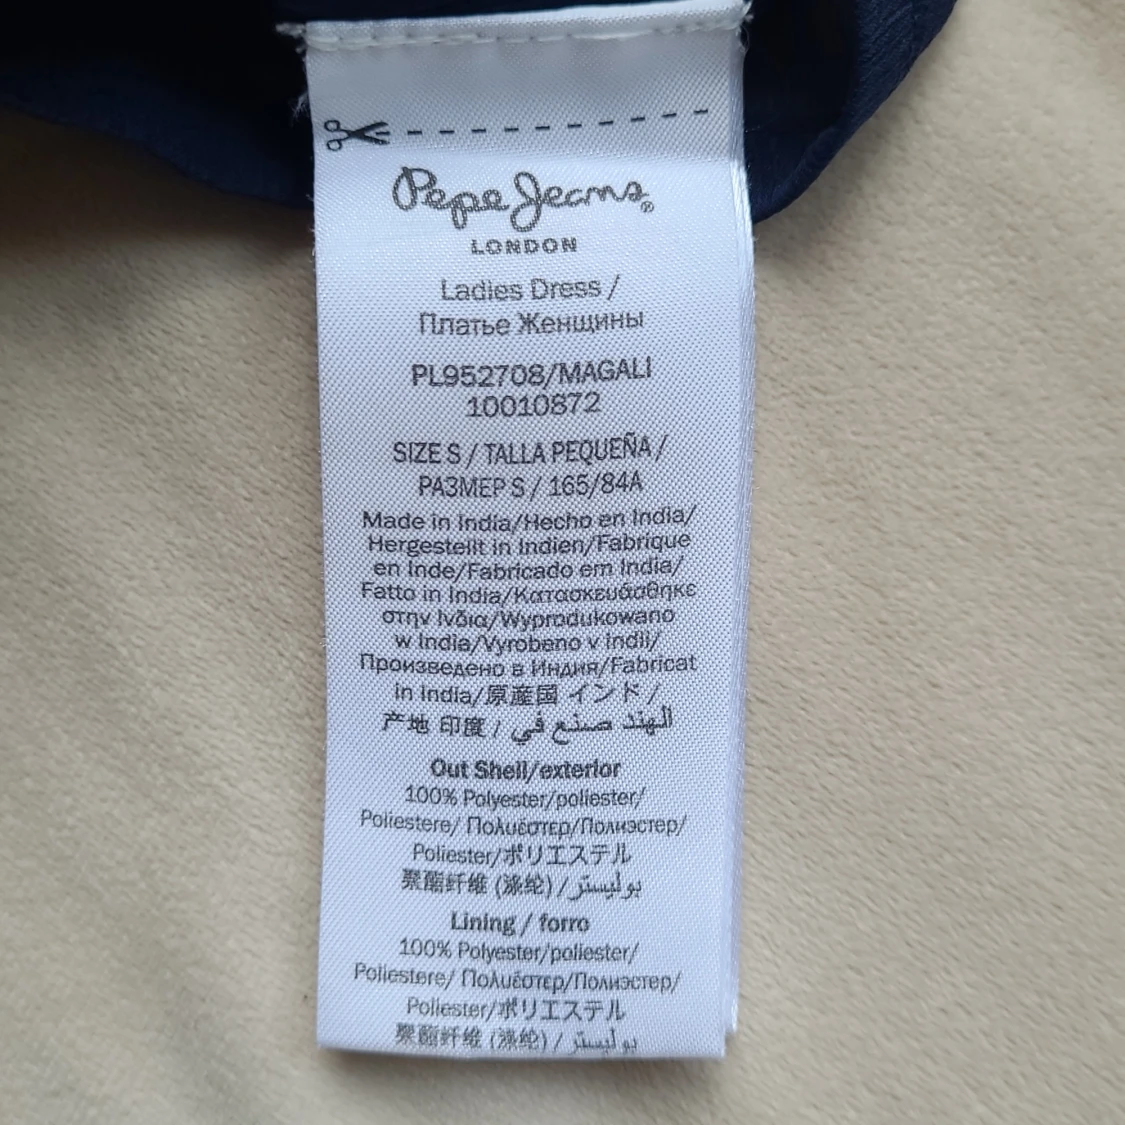 Pepe Jeans®
LONDON
Ladies Dress /
Платье Женщины
PL952708/MAGALI
10010872
SIZE S / TALLA PEQUEÑA /
РАЗМЕР S / 165/84A
Made in India/Hecho en India/
Hergestellt in Indien/Fabrique
en Inde/Fabricado em India/
Fatto in India/Κατασκευάσθηκε
στην Ινδια/Wyprodukowano
w India/Vyrobeno v Indii/
Произведено в Индия/Fabricat
in India/原産国 インド /
产地 印度 / الهند صنع في
Out Shell/exterior
100% Polyester/poliester/
Poliestere/ Πολυέστερ/Полиэстер/
Poliester/ポリエステル
聚酯纤维 (涤纶) / بوليستر
Lining / forro
100% Polyester/poliester/
Poliestere/ Πολυέστερ/Полиэстер/
Poliester/ポリエステル
聚酯纤维 (涤纶) / بوليستر